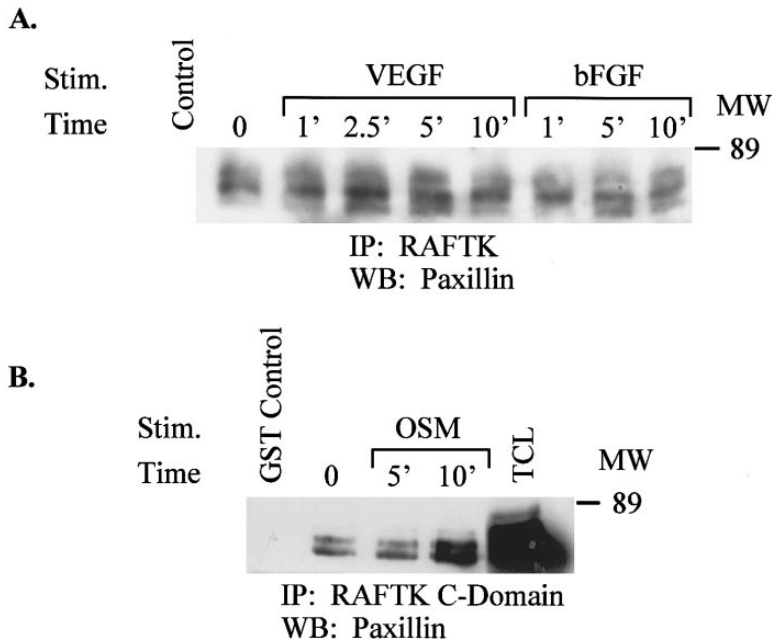 A.
Control
Stim. VEGF bFGF
Time 0 1' 2.5' 5' 10' 1' 5' 10' MW
89
IP: RAFTK
WB: Paxillin
B.
GST Control
Stim. OSM TCL
Time 0 5' 10' MW
89
IP: RAFTK C-Domain
WB: Paxillin